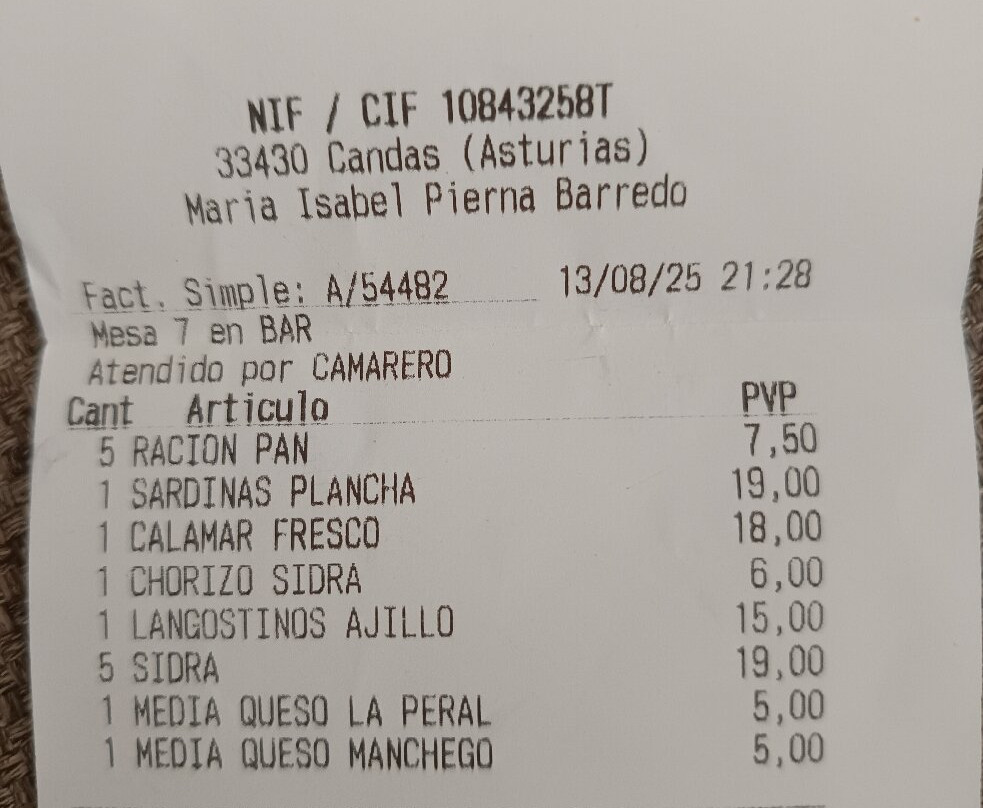 NIF / CIF 10843258T
33430 Candas (Asturias)
Maria Isabel Pierna Barredo
Fact. Simple: A/54482 13/08/25 21:28
Mesa 7 en BAR
Atendido por CAMARERO
Cant Articulo PVP
5 RACION PAN 7,50
1 SARDINAS PLANCHA 19,00
1 CALAMAR FRESCO 18,00
1 CHORIZO SIDRA 6,00
1 LANGOSTINOS AJILLO 15,00
5 SIDRA 19,00
1 MEDIA QUESO LA PERAL 5,00
1 MEDIA QUESO MANCHEGO 5,00